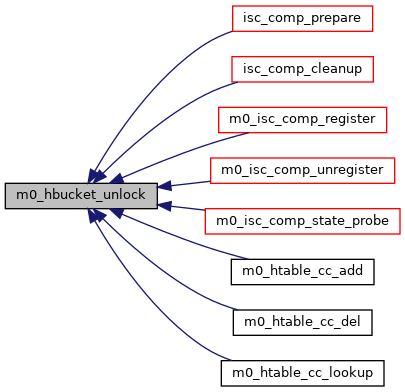 isc_comp_prepare
isc_comp_cleanup
m0_isc_comp_register
m0_isc_comp_unregister
m0_hbucket_unlock
m0_isc_comp_state_probe
m0_htable_cc_add
m0_htable_cc_del
m0_htable_cc_lookup